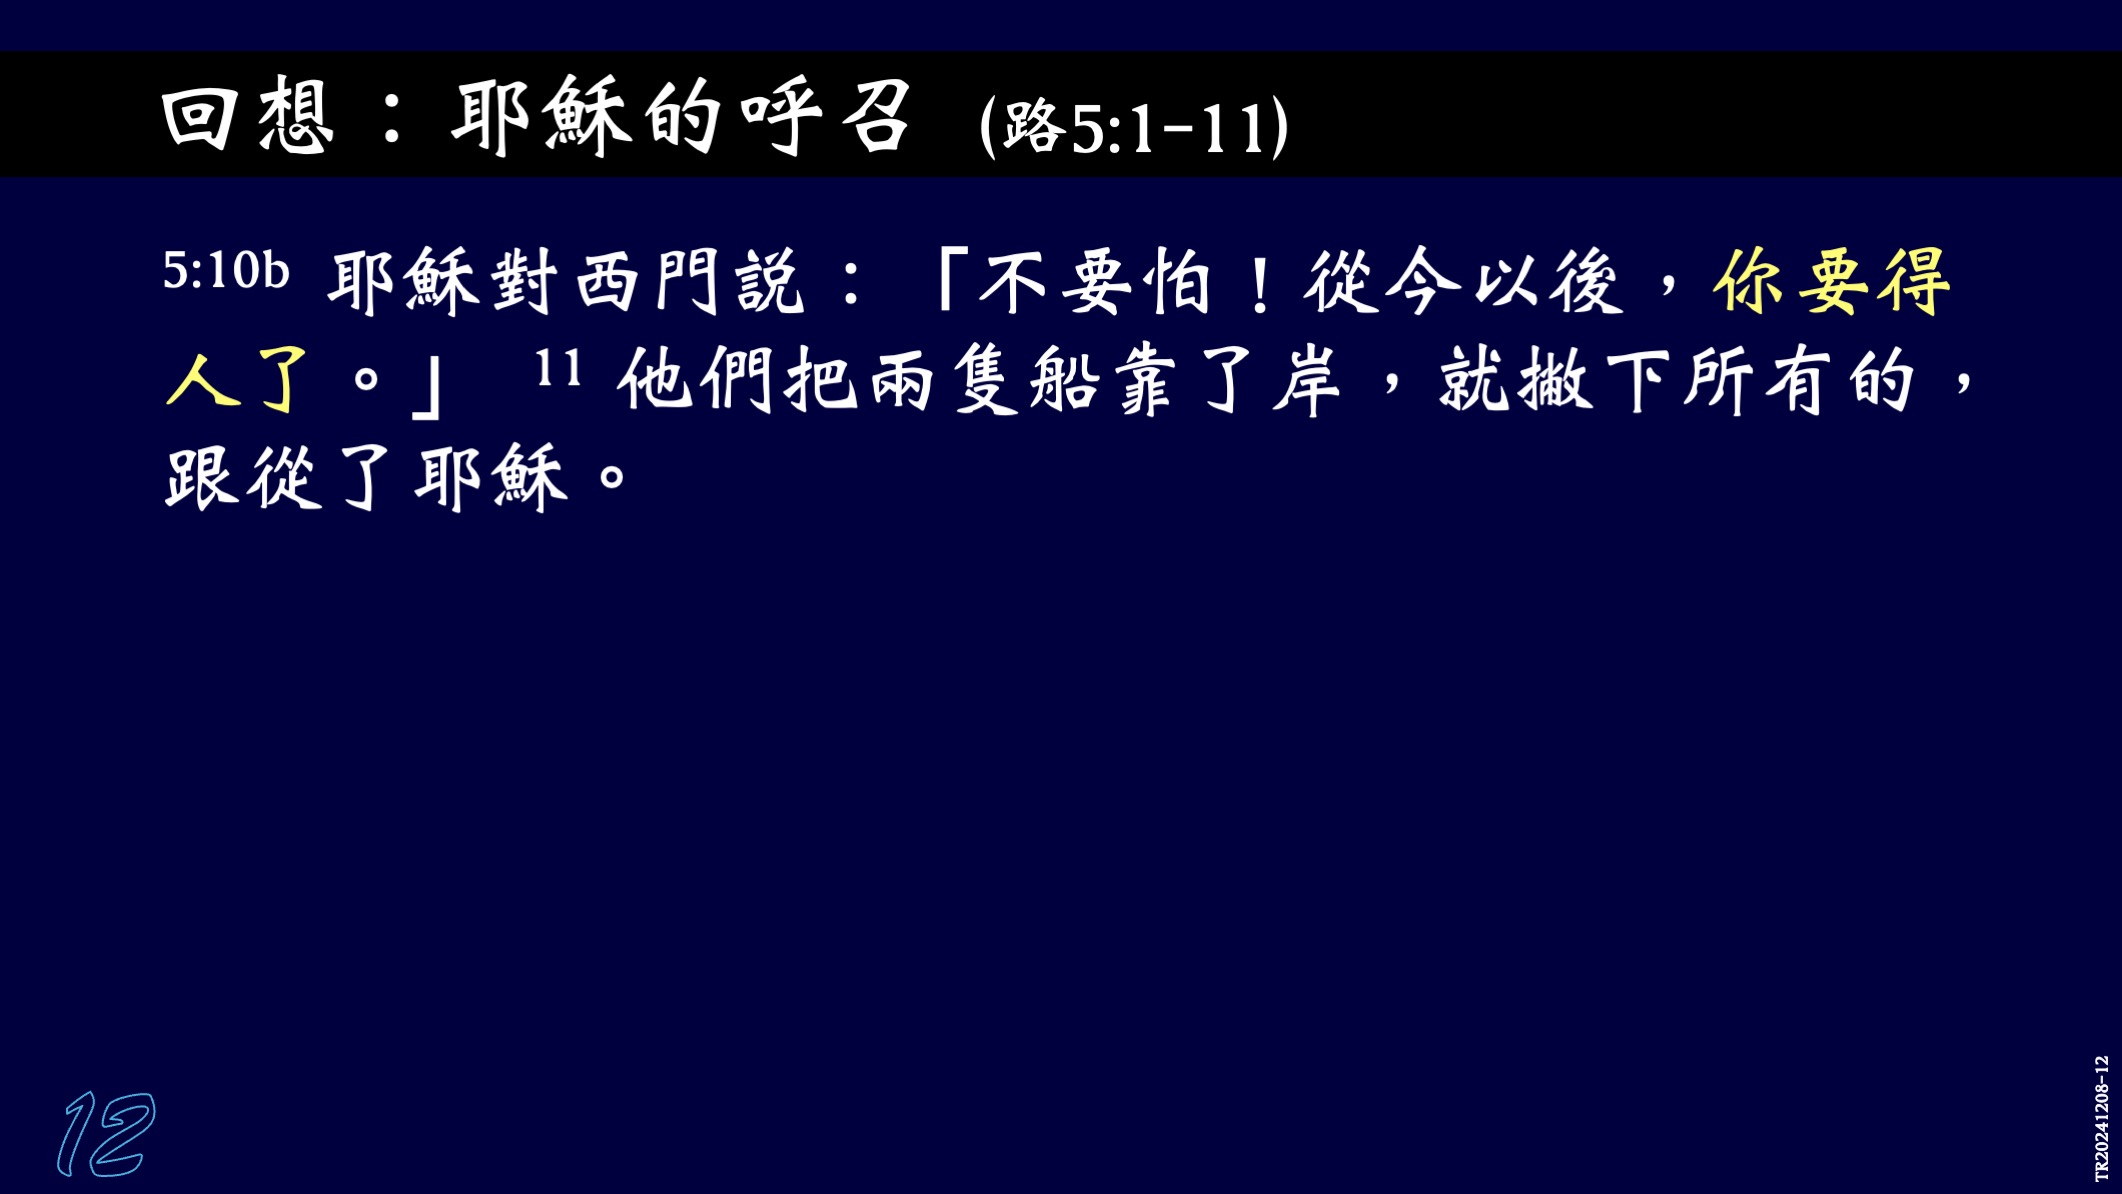 回想：耶穌的呼召 (路5:1-11)
5:10b 耶穌對西門説：「不要怕！從今以後，你要得
人了。」 11 他們把兩隻船靠了岸，就撇下所有的，
跟從了耶穌。
12
TR20241208-12